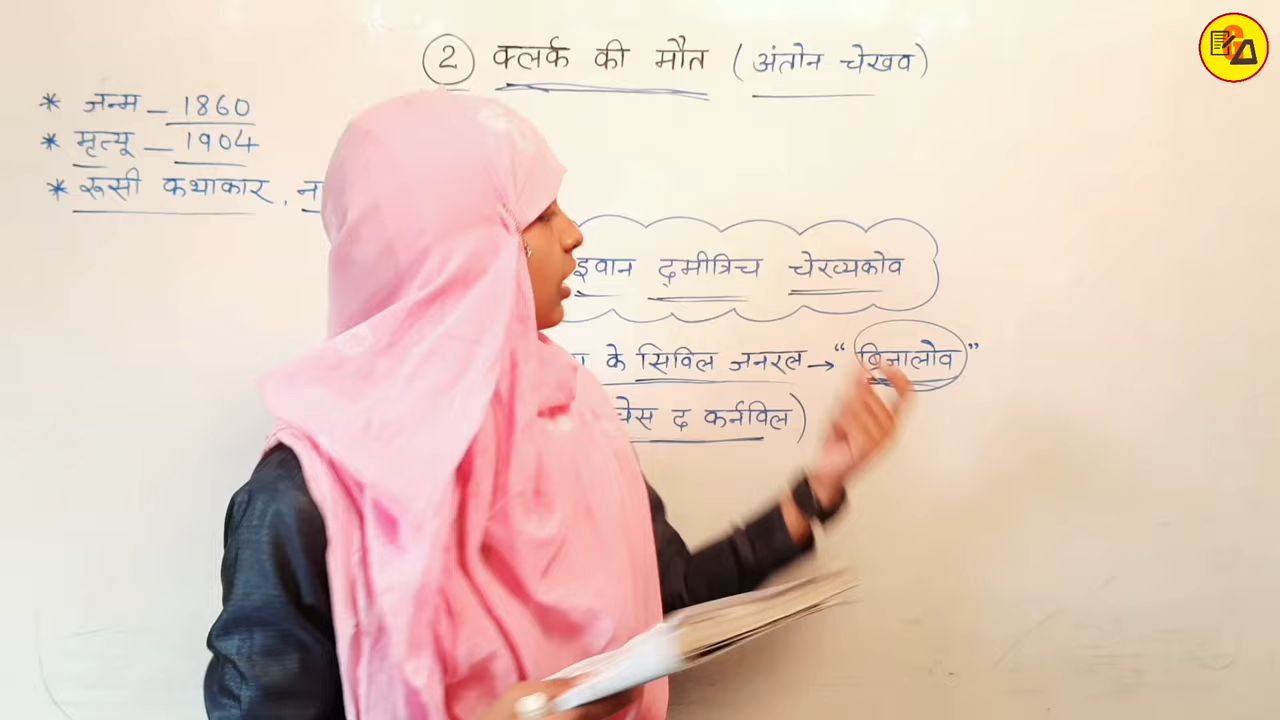 2 क्लर्क की मौत (अंतोन चेखव)
* जन्म – 1860
* मृत्यू – 1904
* रूसी कथाकार, ना
इवान द्मीत्रिच चेरव्यकोव
के सिविल जनरल → “बिजालोव”
द कर्नविल)